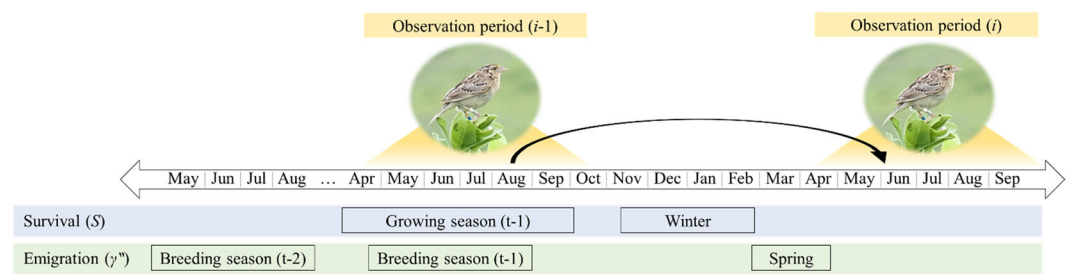 Observation period (i-1) Observation period (i)
May Jun Jul Aug ... Apr May Jun Jul Aug Sep Oct Nov Dec Jan Feb Mar Apr May Jun Jul Aug Sep
Survival (S) Growing season (t-1) Winter
Emigration (γ") Breeding season (t-2) Breeding season (t-1) Spring